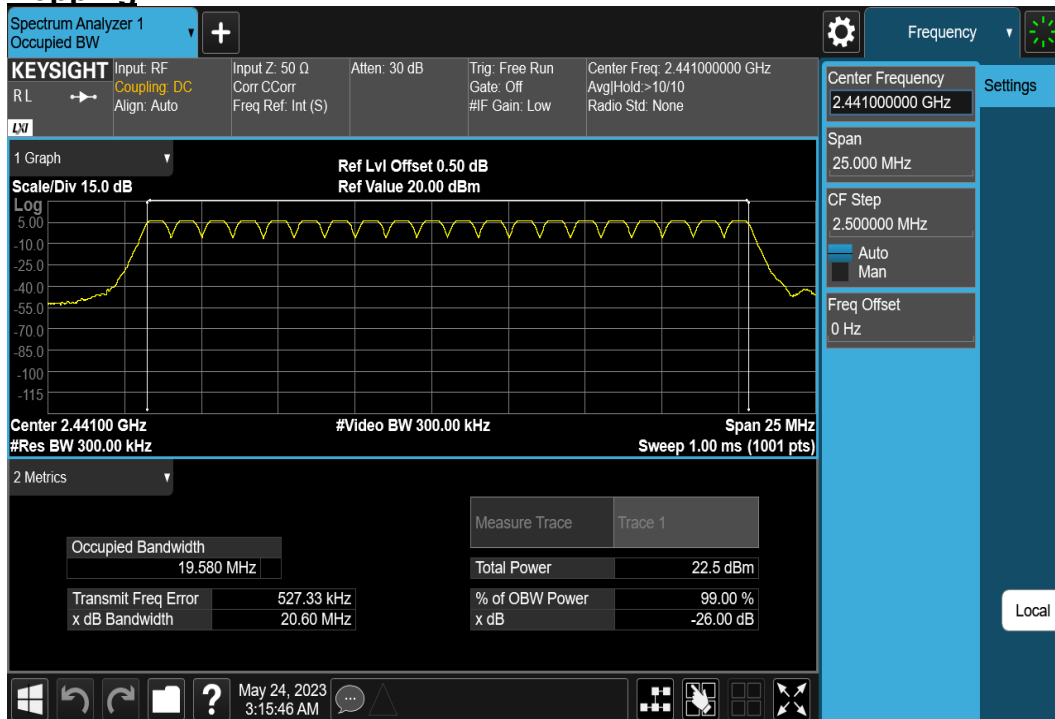 Spectrum Analyzer 1
Occupied BW
+
Frequency
KEYSIGHT
RL
LXI
Input: RF
Coupling: DC
Align: Auto
Input Z: 50 Ω
Corr CCorr
Freq Ref: Int (S)
Atten: 30 dB
Trig: Free Run
Gate: Off
#IF Gain: Low
Center Freq: 2.441000000 GHz
Avg|Hold:>10/10
Radio Std: None
Center Frequency
2.441000000 GHz
Settings
Span
25.000 MHz
CF Step
2.500000 MHz
Auto
Man
Freq Offset
0 Hz
1 Graph
Ref Lvl Offset 0.50 dB
Scale/Div 15.0 dB
Ref Value 20.00 dBm
Log
5.00
-10.0
-25.0
-40.0
-55.0
-70.0
-85.0
-100
-115
Center 2.44100 GHz
#Video BW 300.00 kHz
Span 25 MHz
#Res BW 300.00 kHz
Sweep 1.00 ms (1001 pts)
2 Metrics
Measure Trace
Trace 1
Occupied Bandwidth
19.580 MHz
Total Power
22.5 dBm
Transmit Freq Error
527.33 kHz
% of OBW Power
99.00 %
x dB Bandwidth
20.60 MHz
x dB
-26.00 dB
Local
?
May 24, 2023
3:15:46 AM